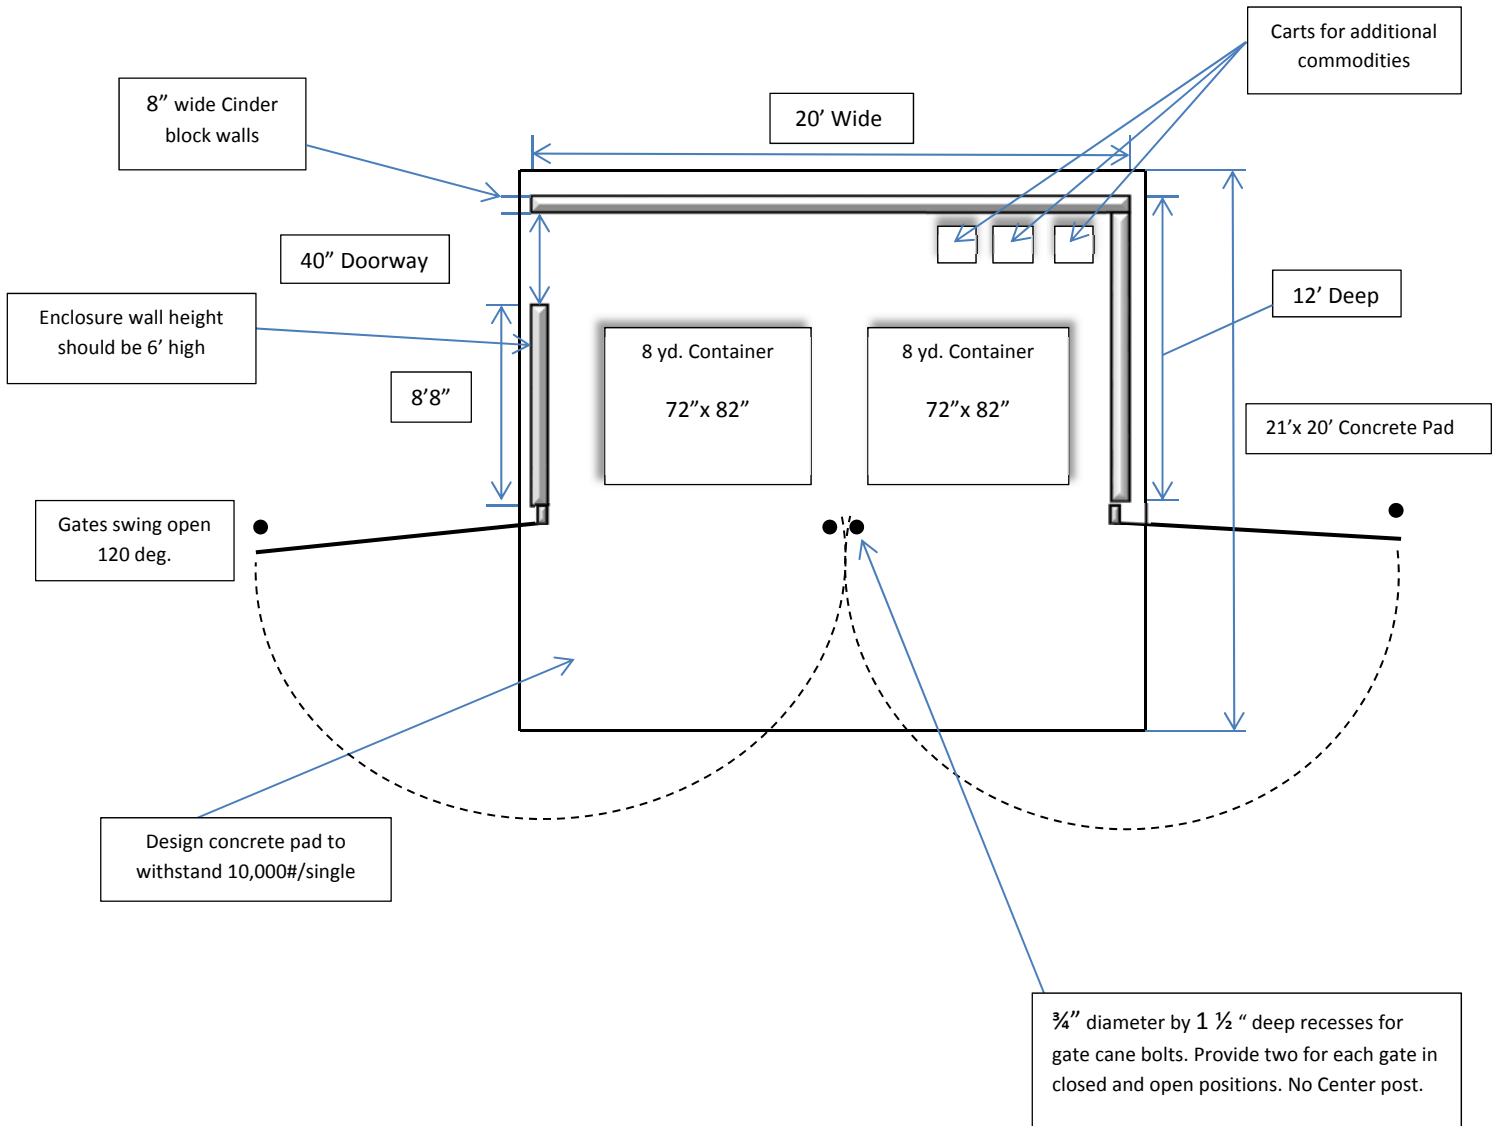 Carts for additional
commodities
8” wide Cinder
block walls
20’ Wide
40” Doorway
12’ Deep
Enclosure wall height
should be 6’ high
8 yd. Container
72”x 82”
8 yd. Container
72”x 82”
8’8”
21’x 20’ Concrete Pad
Gates swing open
120 deg.
Design concrete pad to
withstand 10,000#/single
¾” diameter by 1 ½ “ deep recesses for
gate cane bolts. Provide two for each gate in
closed and open positions. No Center post.